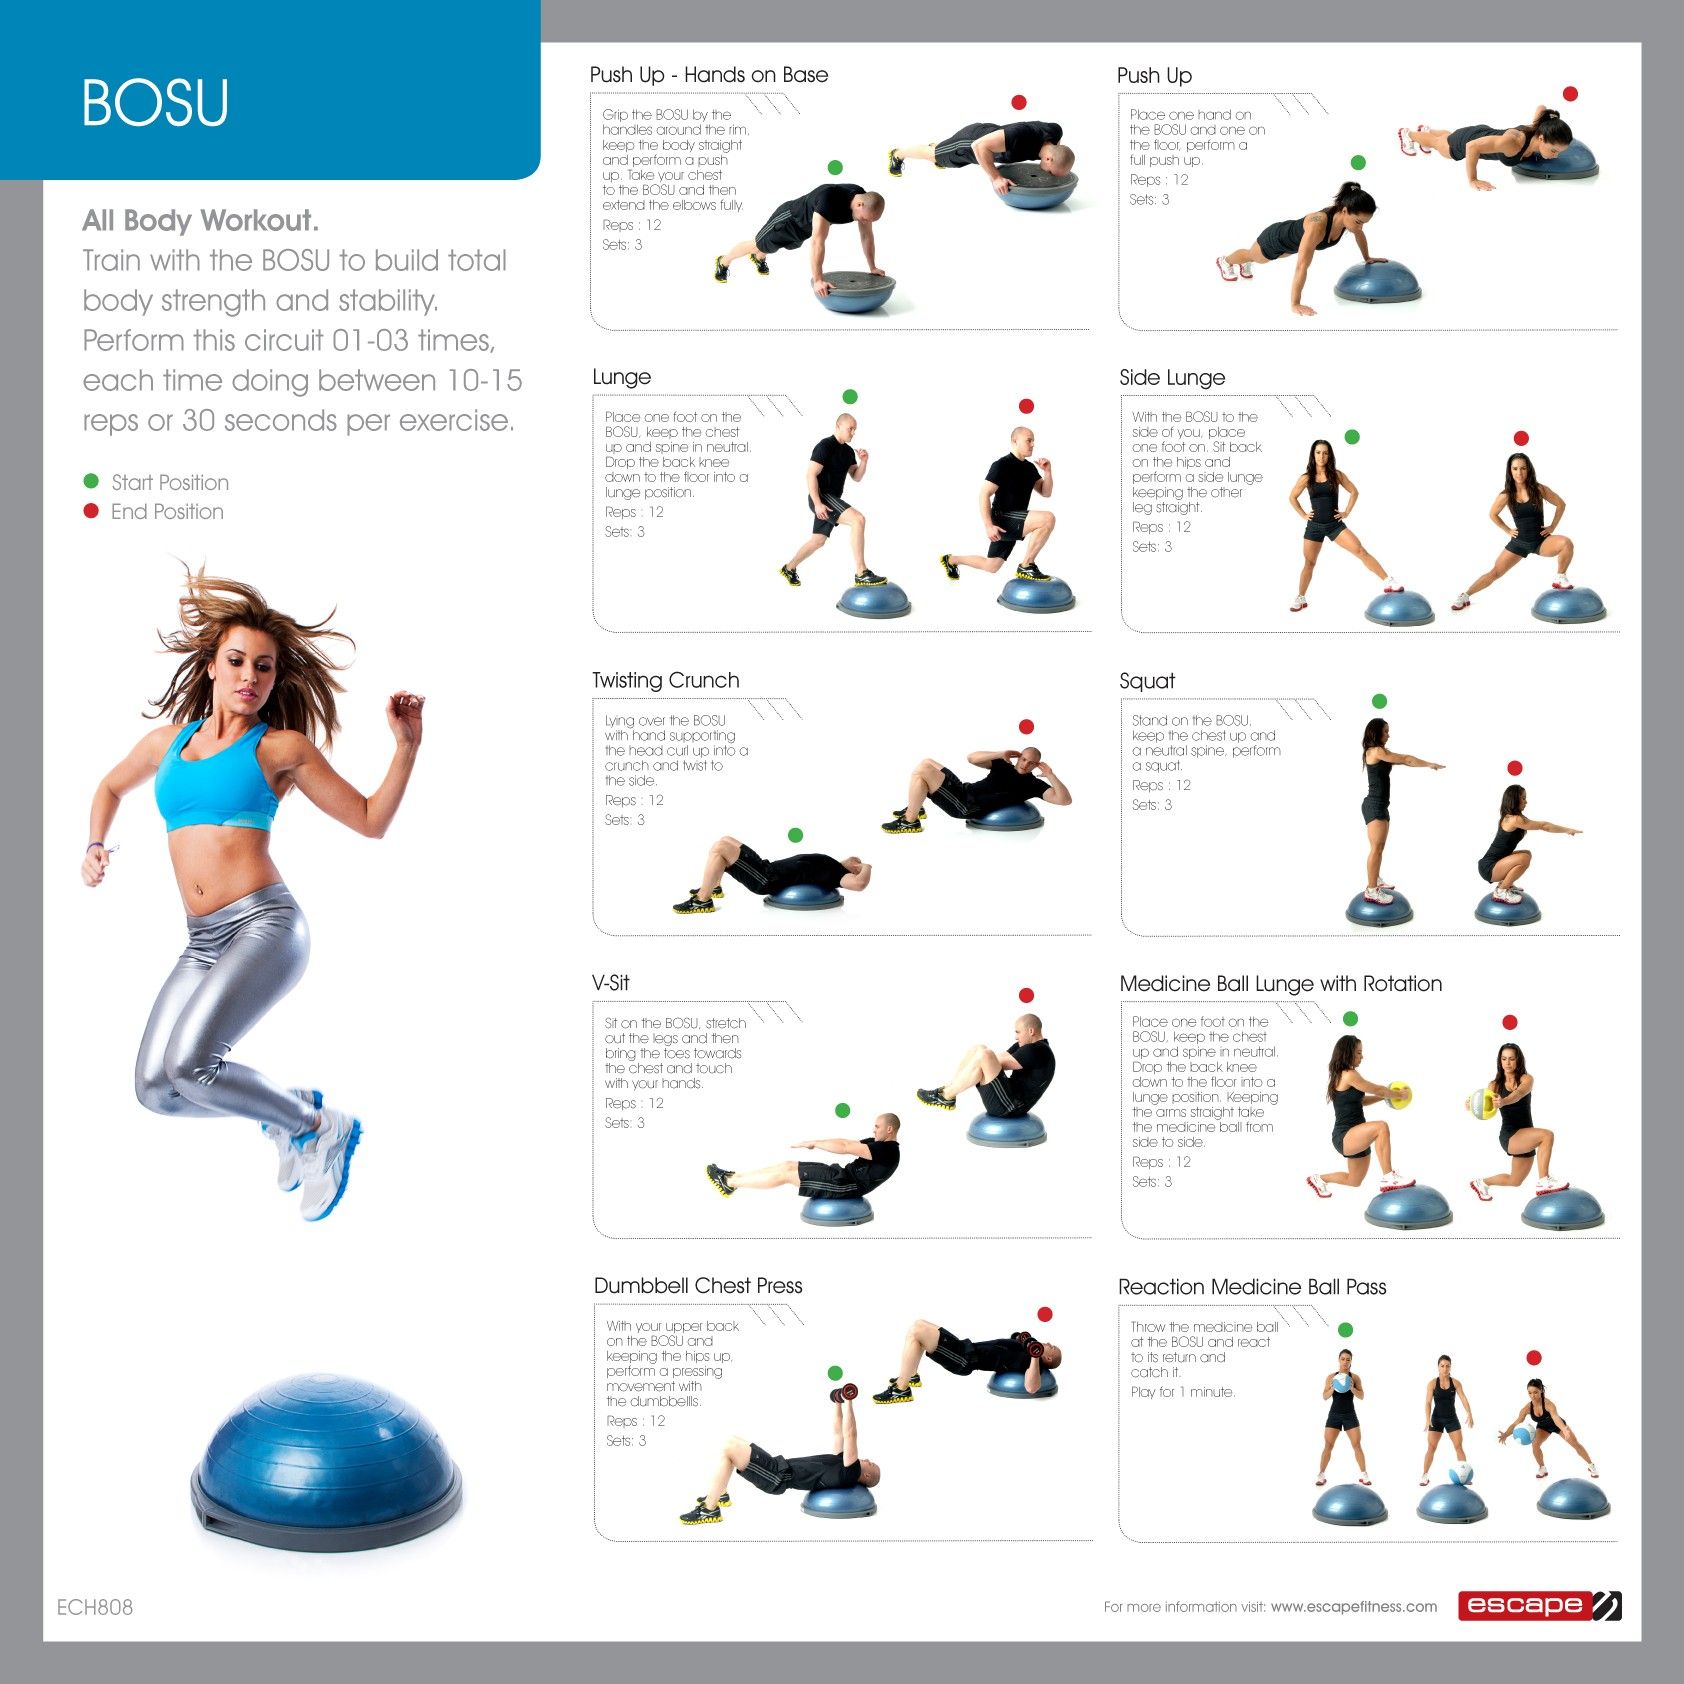 BOSU
All Body Workout.
Train with the BOSU to build total
body strength and stability.
Perform this circuit 01-03 times,
each time doing between 10-15
reps or 30 seconds per exercise.
Start Position
End Position
Push Up - Hands on Base
Grip the BOSU by the
handles around the rim,
keep the body straight
and perform a push
up. Take your chest
to the BOSU and then
extend the elbows fully.
Reps : 12
Sets: 3
Push Up
Place one hand on
the BOSU and one on
the floor, perform a
full push up.
Reps : 12
Sets: 3
Lunge
Place one foot on the
BOSU, keep the chest
up and spine in neutral.
Drop the back knee
down to the floor into a
lunge position.
Reps : 12
Sets: 3
Side Lunge
With the BOSU to the
side of you, place
one foot on. Sit back
on the hips and
perform a side lunge
keeping the other
leg straight.
Reps : 12
Sets: 3
Twisting Crunch
Lying over the BOSU
with hand supporting
the head curl up into a
crunch and twist to
the side.
Reps : 12
Sets: 3
Squat
Stand on the BOSU,
keep the chest up and
a neutral spine, perform
a squat.
Reps : 12
Sets: 3
V-Sit
Sit on the BOSU, stretch
out the legs and then
bring the toes towards
the chest and touch
with your hands.
Reps : 12
Sets: 3
Medicine Ball Lunge with Rotation
Place one foot on the
BOSU, keep the chest
up and spine in neutral.
Drop the back knee
down to the floor into a
lunge position. Keeping
the arms straight take
the medicine ball from
side to side.
Reps : 12
Sets: 3
Dumbbell Chest Press
With your upper back
on the BOSU and
keeping the hips up,
perform a pressing
movement with
the dumbbellls.
Reps : 12
Sets: 3
Reaction Medicine Ball Pass
Throw the medicine ball
at the BOSU and react
to its return and
catch it.
Play for 1 minute.
ECH808
For more information visit: www.escapefitness.com
escape